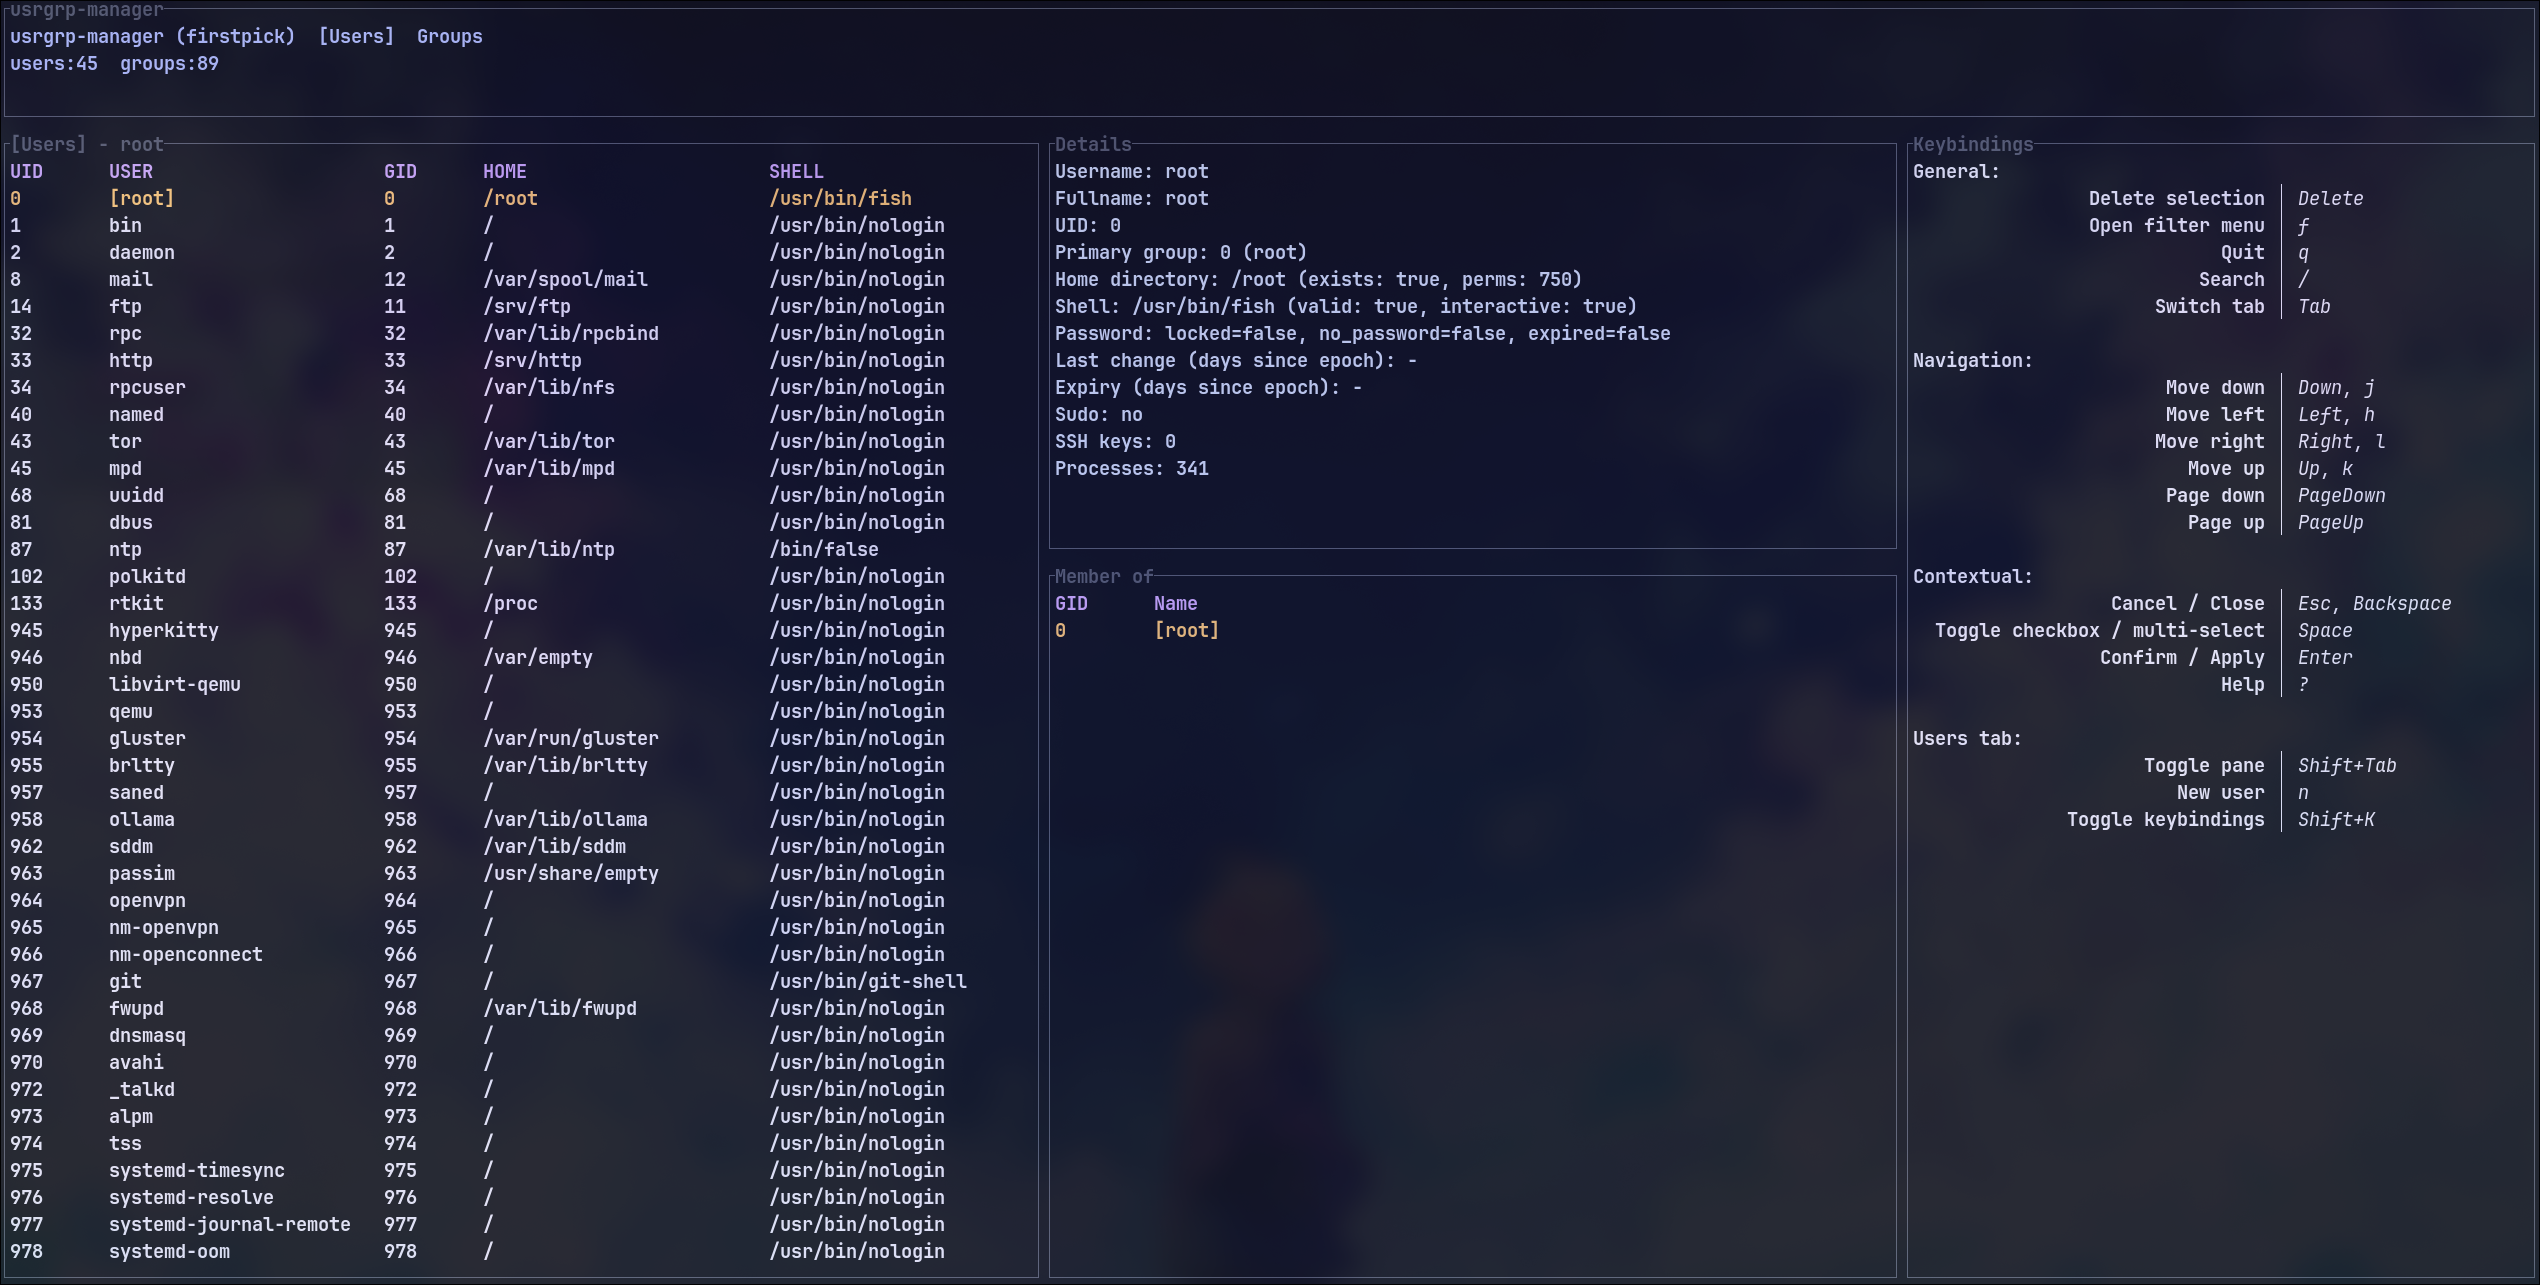 usrgrp-manager
usrgrp-manager (firstpick)  [Users]  Groups
users:45  groups:89
[Users] - root
UID  USER  GID  HOME  SHELL
0  [root]  0  /root  /usr/bin/fish
1  bin  1  /  /usr/bin/nologin
2  daemon  2  /  /usr/bin/nologin
8  mail  12  /var/spool/mail  /usr/bin/nologin
14  ftp  11  /srv/ftp  /usr/bin/nologin
32  rpc  32  /var/lib/rpcbind  /usr/bin/nologin
33  http  33  /srv/http  /usr/bin/nologin
34  rpcuser  34  /var/lib/nfs  /usr/bin/nologin
40  named  40  /  /usr/bin/nologin
43  tor  43  /var/lib/tor  /usr/bin/nologin
45  mpd  45  /var/lib/mpd  /usr/bin/nologin
68  uuidd  68  /  /usr/bin/nologin
81  dbus  81  /  /usr/bin/nologin
87  ntp  87  /var/lib/ntp  /bin/false
102  polkitd  102  /  /usr/bin/nologin
133  rtkit  133  /proc  /usr/bin/nologin
945  hyperkitty  945  /  /usr/bin/nologin
946  nbd  946  /var/empty  /usr/bin/nologin
950  libvirt-qemu  950  /  /usr/bin/nologin
953  qemu  953  /  /usr/bin/nologin
954  gluster  954  /var/run/gluster  /usr/bin/nologin
955  brltty  955  /var/lib/brltty  /usr/bin/nologin
957  saned  957  /  /usr/bin/nologin
958  ollama  958  /var/lib/ollama  /usr/bin/nologin
962  sddm  962  /var/lib/sddm  /usr/bin/nologin
963  passim  963  /usr/share/empty  /usr/bin/nologin
964  openvpn  964  /  /usr/bin/nologin
965  nm-openvpn  965  /  /usr/bin/nologin
966  nm-openconnect  966  /  /usr/bin/nologin
967  git  967  /  /usr/bin/git-shell
968  fwupd  968  /var/lib/fwupd  /usr/bin/nologin
969  dnsmasq  969  /  /usr/bin/nologin
970  avahi  970  /  /usr/bin/nologin
972  _talkd  972  /  /usr/bin/nologin
973  alpm  973  /  /usr/bin/nologin
974  tss  974  /  /usr/bin/nologin
975  systemd-timesync  975  /  /usr/bin/nologin
976  systemd-resolve  976  /  /usr/bin/nologin
977  systemd-journal-remote  977  /  /usr/bin/nologin
978  systemd-oom  978  /  /usr/bin/nologin
Details
Username: root
Fullname: root
UID: 0
Primary group: 0 (root)
Home directory: /root (exists: true, perms: 750)
Shell: /usr/bin/fish (valid: true, interactive: true)
Password: locked=false, no_password=false, expired=false
Last change (days since epoch): -
Expiry (days since epoch): -
Sudo: no
SSH keys: 0
Processes: 341
Member of
GID  Name
0  [root]
Keybindings
General:
Delete selection  Delete
Open filter menu  f
Quit  q
Search  /
Switch tab  Tab
Navigation:
Move down  Down, j
Move left  Left, h
Move right  Right, l
Move up  Up, k
Page down  PageDown
Page up  PageUp
Contextual:
Cancel / Close  Esc, Backspace
Toggle checkbox / multi-select  Space
Confirm / Apply  Enter
Help  ?
Users tab:
Toggle pane  Shift+Tab
New user  n
Toggle keybindings  Shift+K